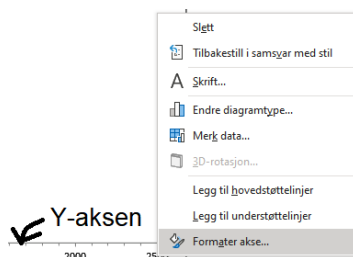 Slett
Tilbakestill i samsvar med stil
Skrift...
Endre diagramtype...
Merk data...
3D-rotasjon...
Legg til hovedstøttelinjer
Legg til understøttelinjer
Formater akse...
Y-aksen
2000